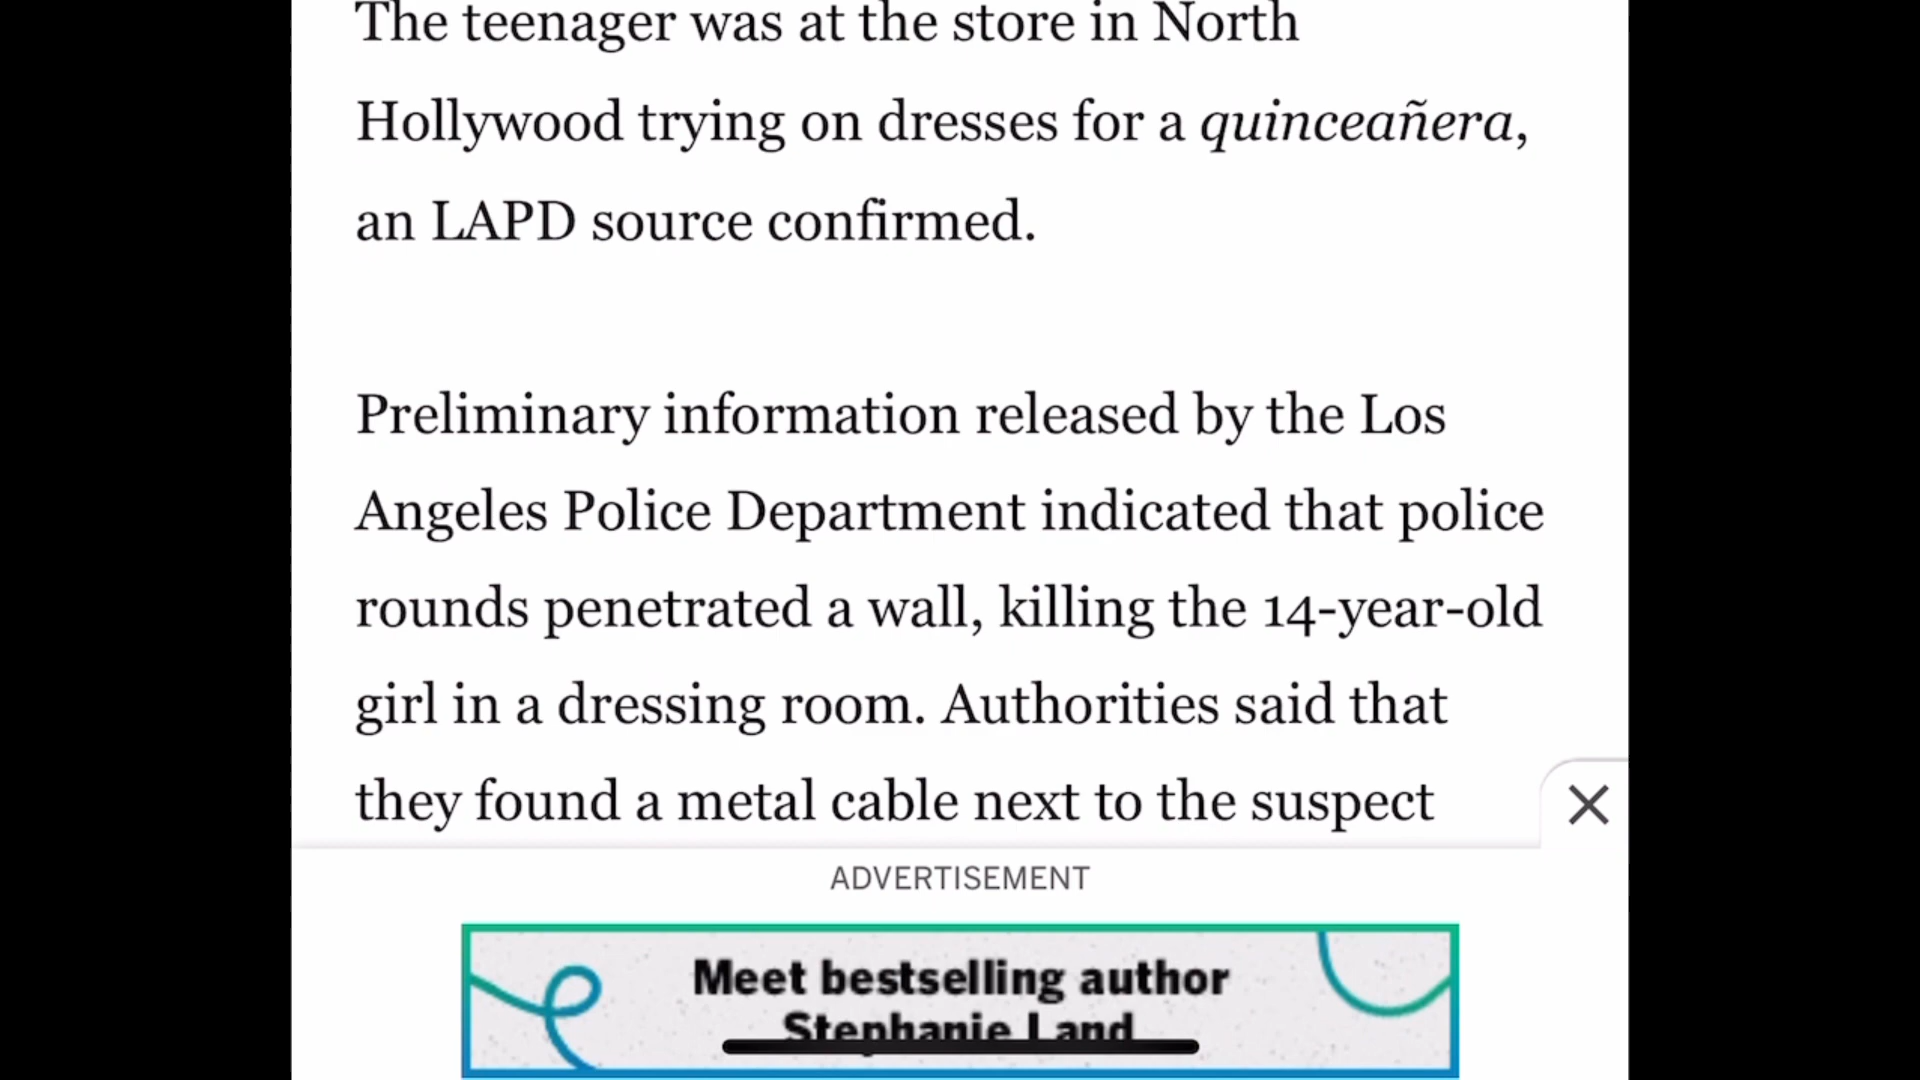 The teenager was at the store in North
Hollywood trying on dresses for a quinceañera,
an LAPD source confirmed.
Preliminary information released by the Los
Angeles Police Department indicated that police
rounds penetrated a wall, killing the 14-year-old
girl in a dressing room. Authorities said that
they found a metal cable next to the suspect
ADVERTISEMENT
Meet bestselling author
Stephanie Land